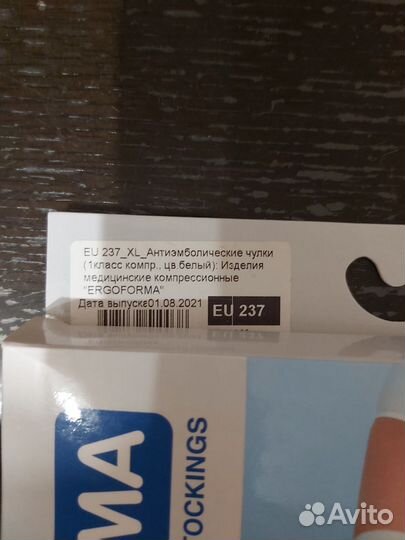 EU 237_XL_Антиэмболические чулки
(1класс компр., цв.белый): Изделия
медицинские компрессионные
"ERGOFORMA"
Дата выпуска01.08.2021
EU 237
MA
TOCKINGS
Avito